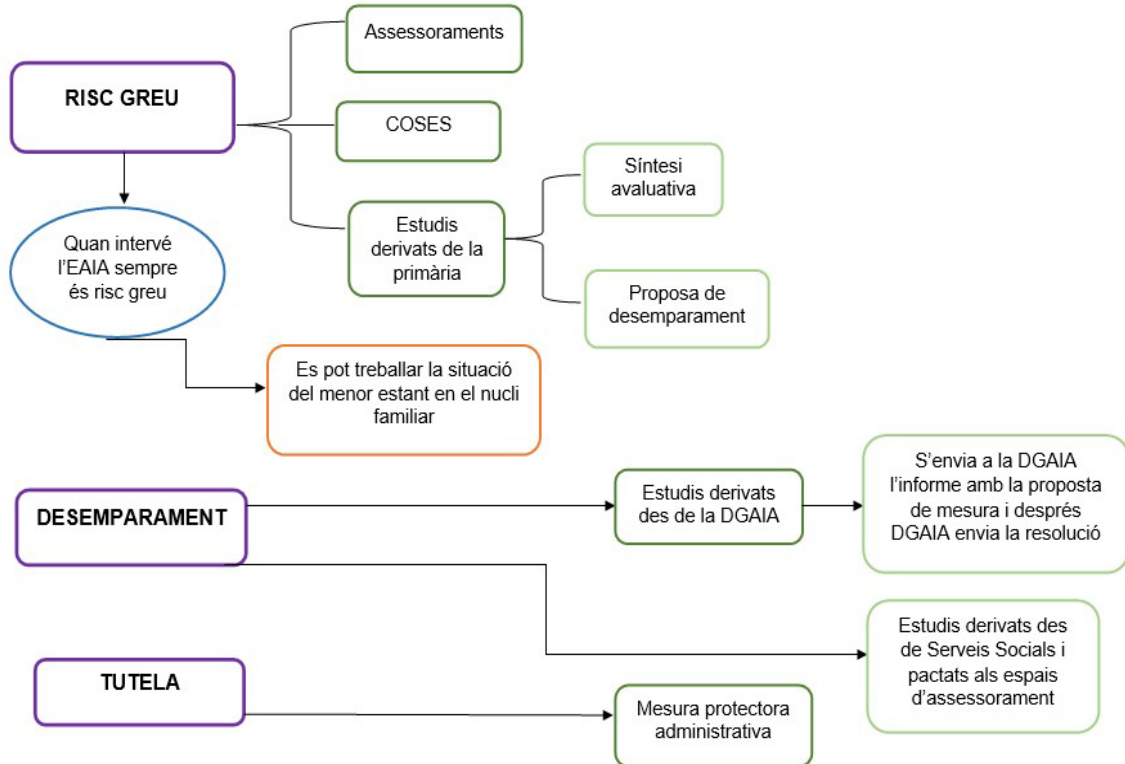 Assessoraments
RISC GREU
COSES
Síntesi
avaluativa
Estudis
derivats de la
primària
Quan intervé
l'EAIA sempre
és risc greu
Proposa de
desemparament
Es pot treballar la situació
del menor estant en el nucli
familiar
S'envia a la DGAIA
l'informe amb la proposta
de mesura i després
DGAIA envia la resolució
Estudis derivats
des de la DGAIA
DESEMPARAMENT
Estudis derivats des
de Serveis Socials i
pactats als espais
d'assessorament
TUTELA
Mesura protectora
administrativa